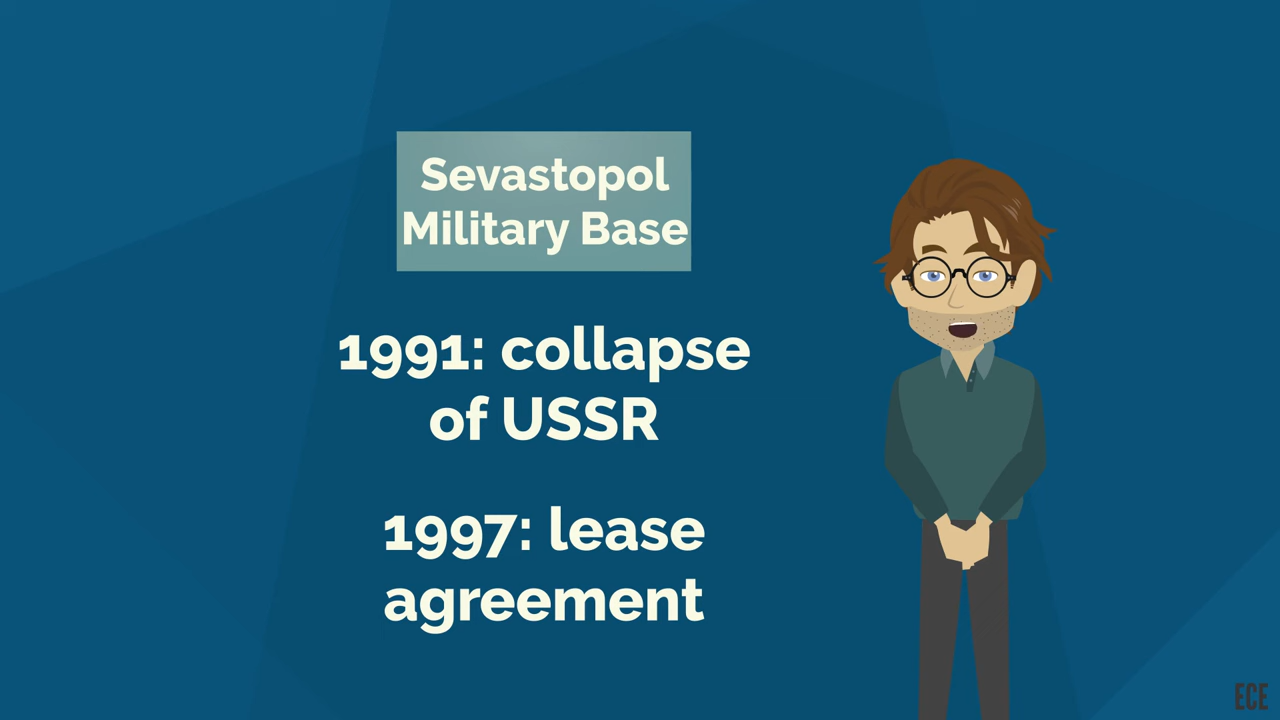 Sevastopol
Military Base
1991: collapse
of USSR
1997: lease
agreement
ECE